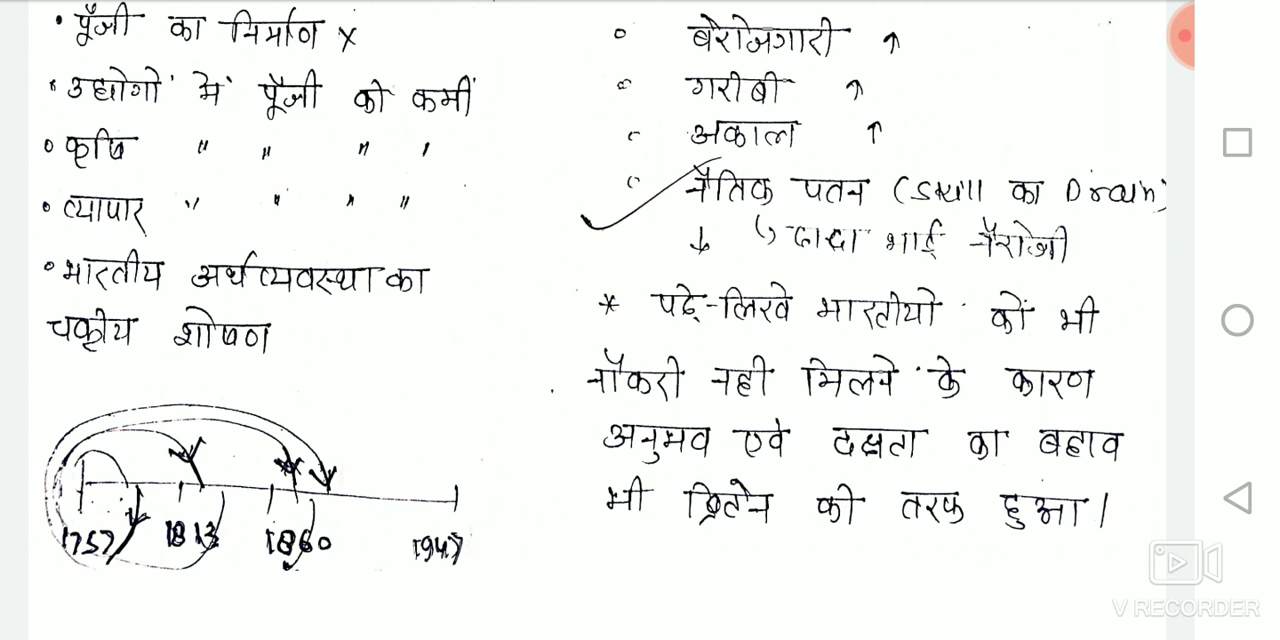 • पूँजी का निर्माण x
• उद्योगों में पूँजी की कमी
• कृषि " " " "
• व्यापार " " " "
• भारतीय अर्थव्यवस्था का
चक्रीय शोषण
1757 1813 1860 1947
○ बेरोजगारी ↑
○ गरीबी ↑
○ अकाल ↑
○ नैतिक पतन (Skill का Drain)
↓ ↳ दादा भाई नैरोजी
* पढ़े-लिखे भारतीयो को भी
नौकरी नही मिलने के कारण
अनुभव एवं दक्षता का बहाव
भी ब्रिटेन की तरफ हुआ।
V RECORDER